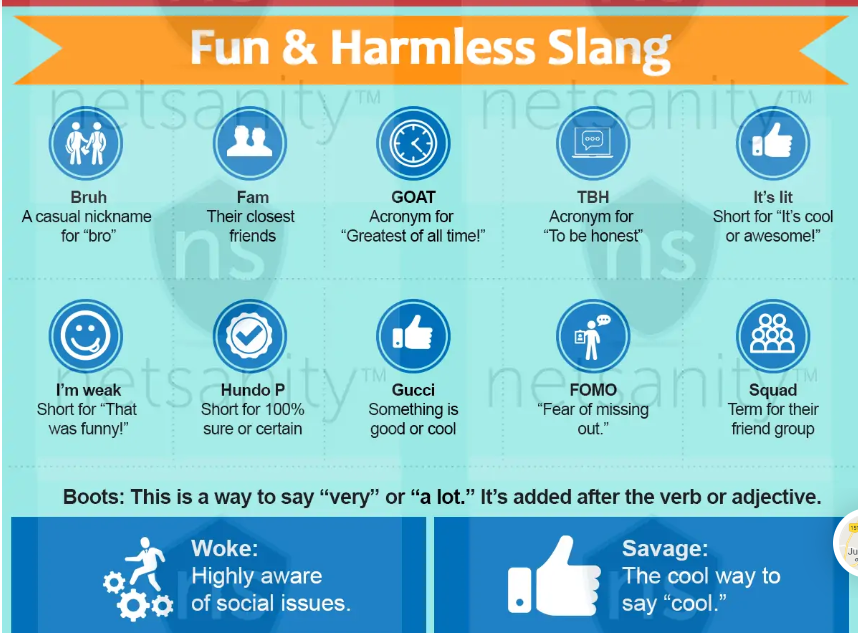 Fun & Harmless Slang
netsanity™ netsanity™
Bruh
A casual nickname
for “bro”
Fam
Their closest
friends
GOAT
Acronym for
“Greatest of all time!”
TBH
Acronym for
“To be honest”
It’s lit
Short for “It’s cool
or awesome!”
ns ns
I’m weak
Short for “That
was funny!”
Hundo P
Short for 100%
sure or certain
Gucci
Something is
good or cool
FOMO
“Fear of missing
out.”
Squad
Term for their
friend group
netsanity™ netsanity™
Boots: This is a way to say “very” or “a lot.” It’s added after the verb or adjective.
Woke:
Highly aware
of social issues.
Savage:
The cool way to
say “cool.”
ns ns